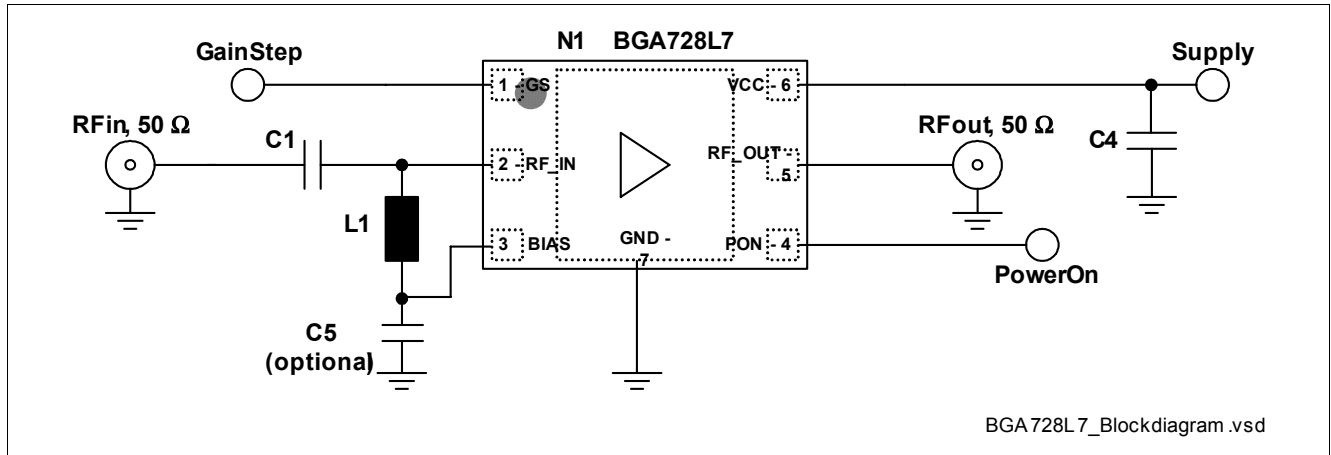 N1 BGA728L7
GainStep
Supply
1 - GS
VCC - 6
RFin, 50 Ω
C1
RFout, 50 Ω
C4
2 - RF_IN
RF_OUT -
5
L1
3 BIAS
GND -
7
PON - 4
PowerOn
C5
(optional)
BGA728L7_Blockdiagram.vsd